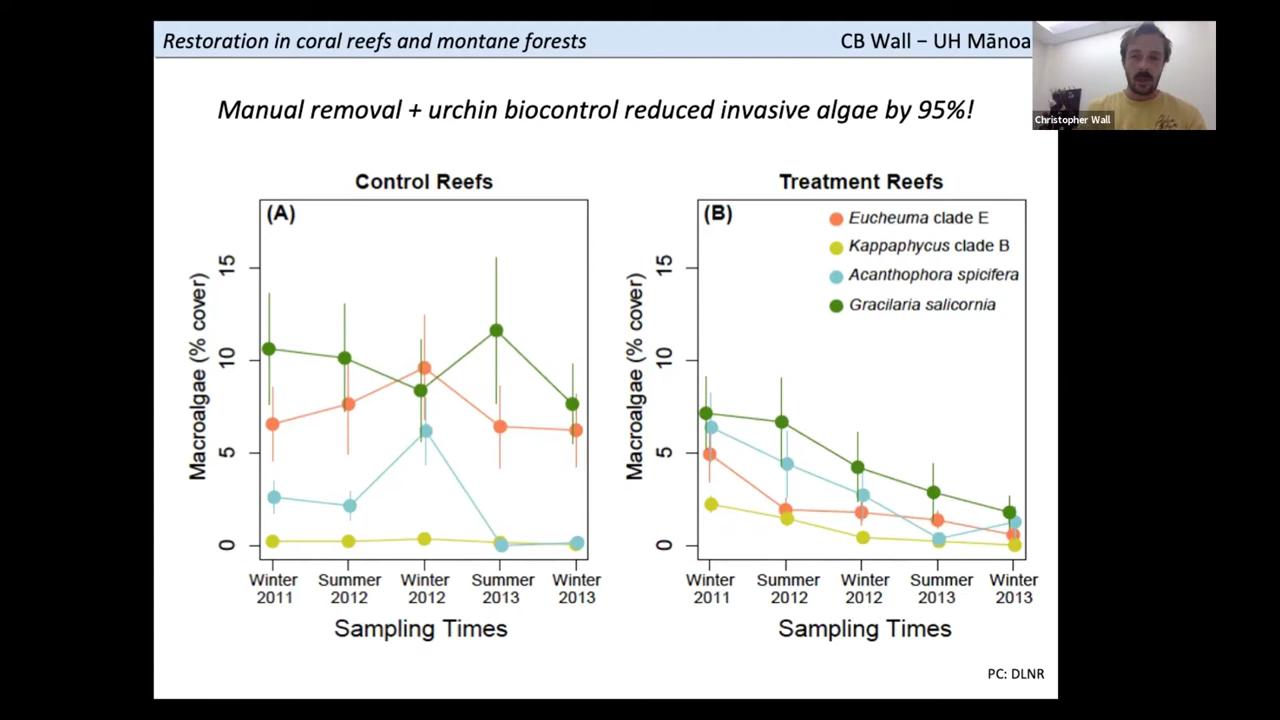 Restoration in coral reefs and montane forests
CB Wall – UH Mānoa
Christopher Wall
Manual removal + urchin biocontrol reduced invasive algae by 95%!
Control Reefs
(A)
Macroalgae (% cover)
15
10
5
0
Winter 2011
Summer 2012
Winter 2012
Summer 2013
Winter 2013
Sampling Times
Treatment Reefs
(B)
Eucheuma clade E
Kappaphycus clade B
Acanthophora spicifera
Gracilaria salicornia
Macroalgae (% cover)
15
10
5
0
Winter 2011
Summer 2012
Winter 2012
Summer 2013
Winter 2013
Sampling Times
PC: DLNR